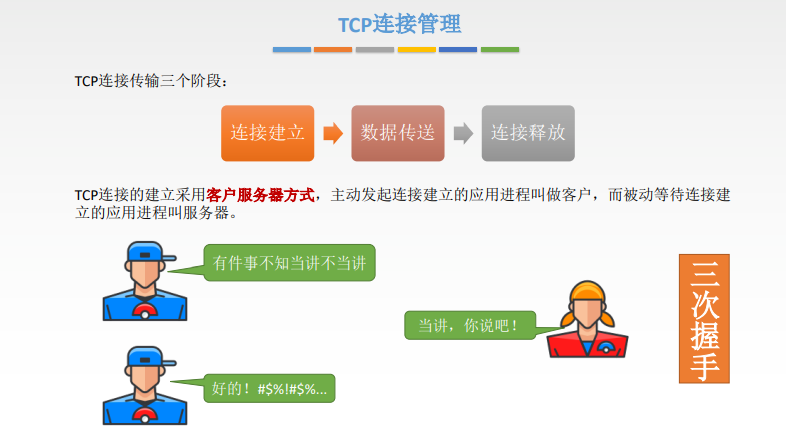 TCP连接管理
TCP连接传输三个阶段：
连接建立
数据传送
连接释放
TCP连接的建立采用客户服务器方式，主动发起连接建立的应用进程叫做客户，而被动等待连接建
立的应用进程叫服务器。
有件事不知当讲不当讲
当讲，你说吧！
好的！#$%!#$%...
三次握手